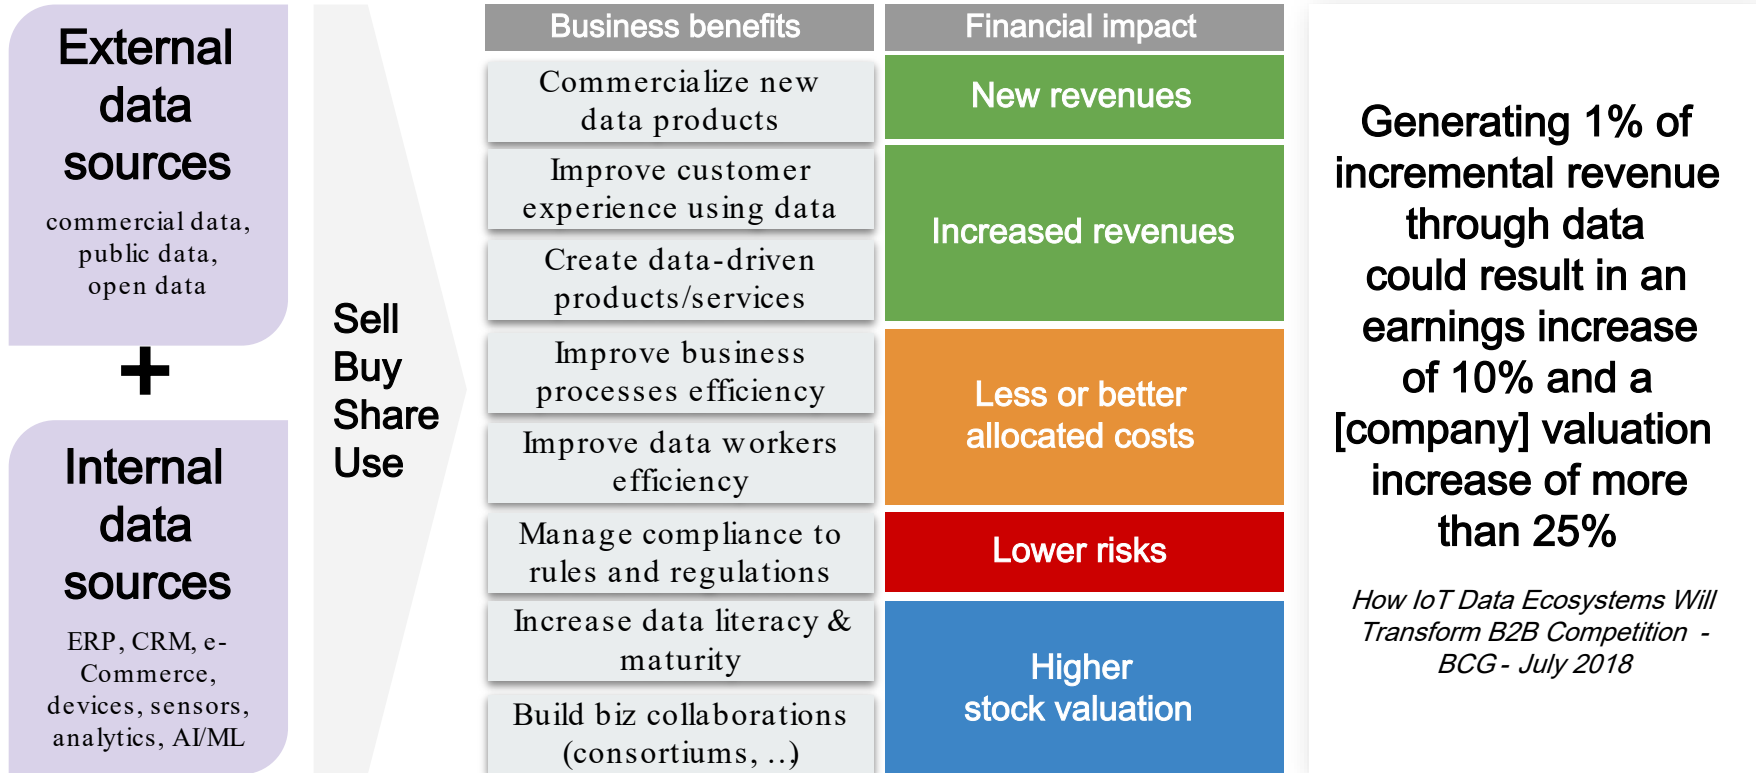 External
data
sources
commercial data,
public data,
open data
+
Internal
data
sources
ERP, CRM, e-
Commerce,
devices, sensors,
analytics, AI/ML
Sell
Buy
Share
Use
Business benefits
Commercialize new
data products
Improve customer
experience using data
Create data-driven
products/services
Improve business
processes efficiency
Improve data workers
efficiency
Manage compliance to
rules and regulations
Increase data literacy &
maturity
Build biz collaborations
(consortiums, ...)
Financial impact
New revenues
Increased revenues
Less or better
allocated costs
Lower risks
Higher
stock valuation
Generating 1% of
incremental revenue
through data
could result in an
earnings increase
of 10% and a
[company] valuation
increase of more
than 25%
How IoT Data Ecosystems Will
Transform B2B Competition -
BCG - July 2018